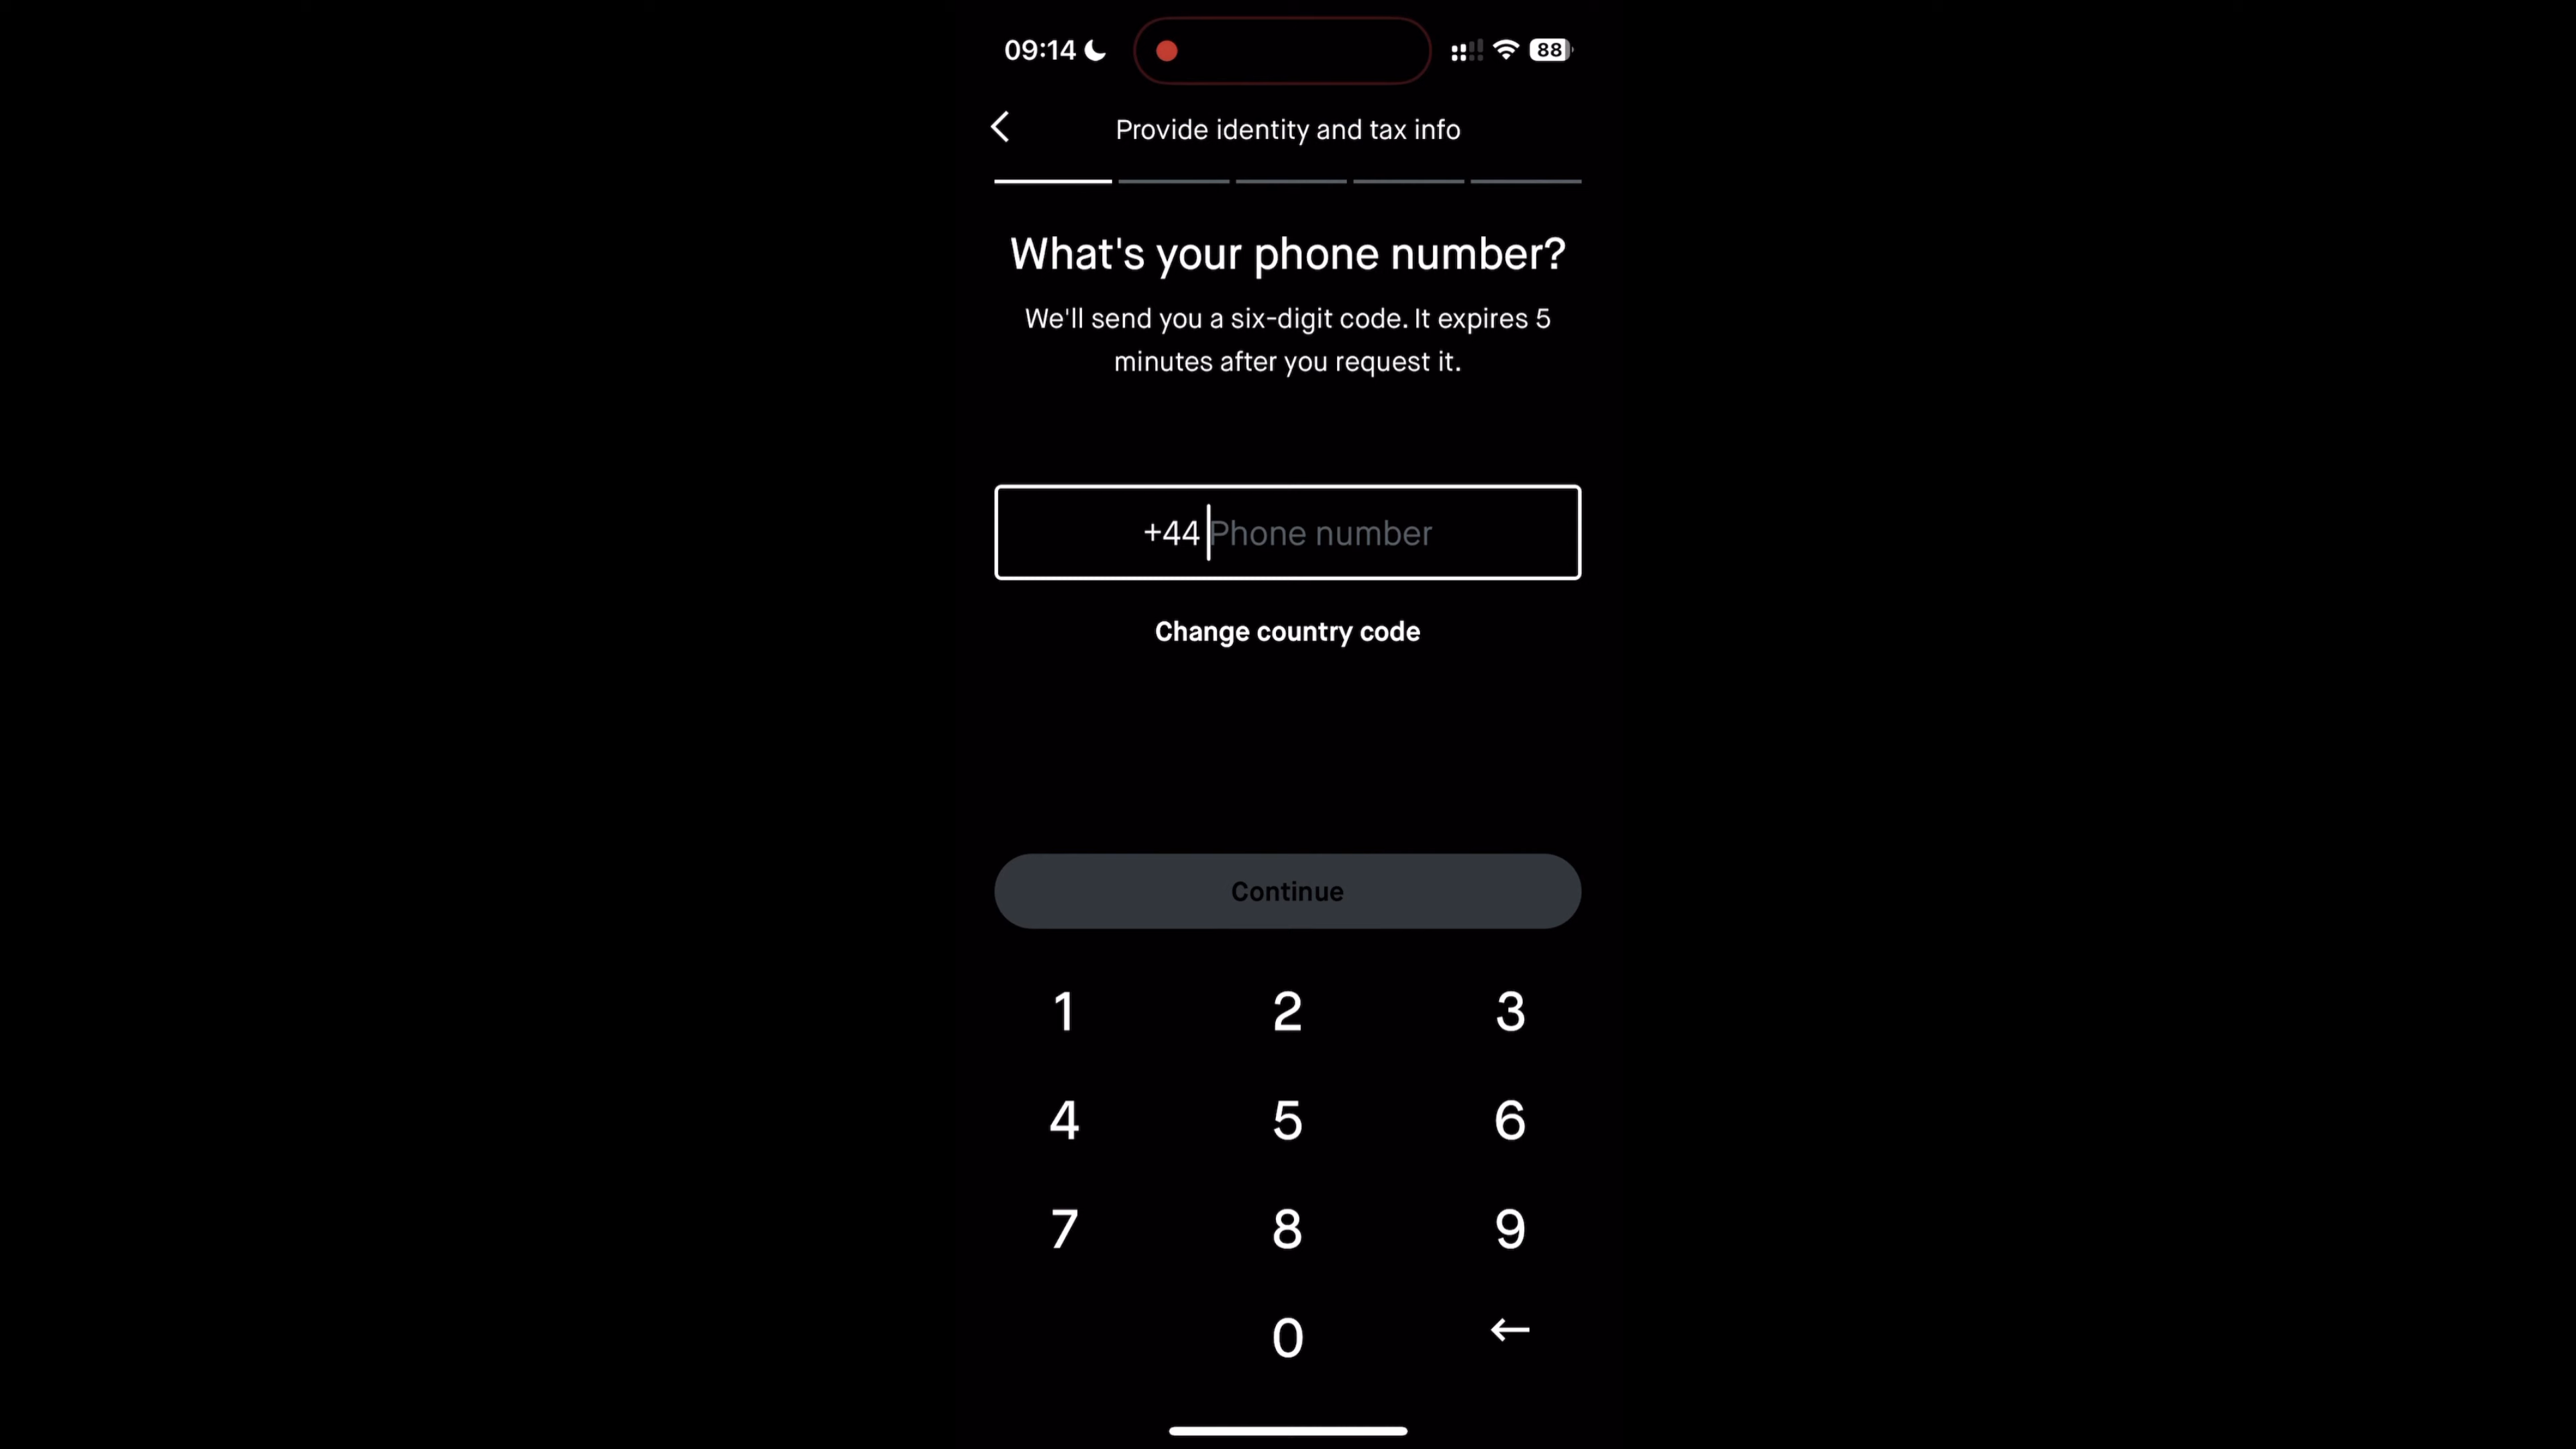 09:14
88
Provide identity and tax info
What's your phone number?
We'll send you a six-digit code. It expires 5
minutes after you request it.
+44 Phone number
Change country code
Continue
1 2 3
4 5 6
7 8 9
0